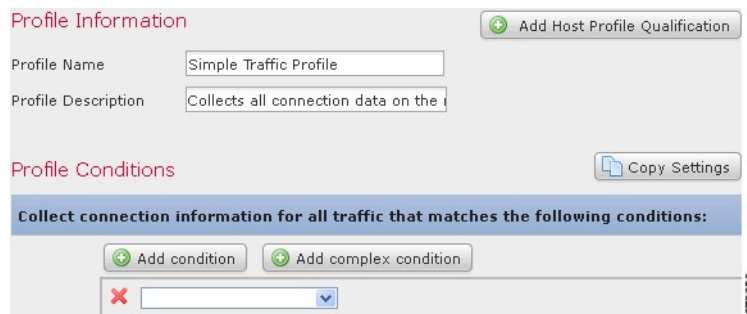 Profile Information
Add Host Profile Qualification
Profile Name
Simple Traffic Profile
Profile Description
Collects all connection data on the
Profile Conditions
Copy Settings
Collect connection information for all traffic that matches the following conditions:
Add condition
Add complex condition